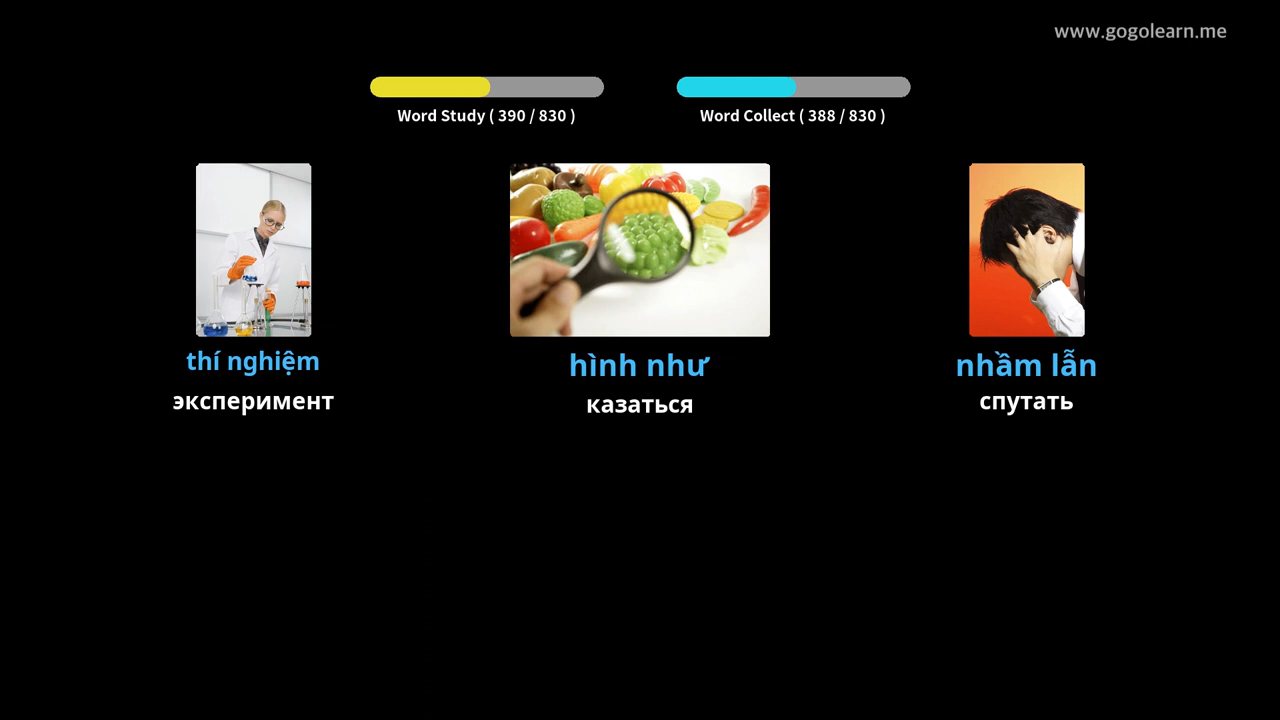 www.gogolearn.me
Word Study ( 390 / 830 )
Word Collect ( 388 / 830 )
thí nghiệm
hình như
nhầm lẫn
эксперимент
казаться
спутать